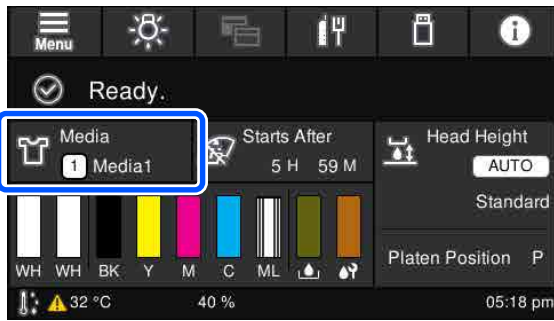 Menu
Ready.
Media
1 Media1
Starts After
5 H 59 M
Head Height
AUTO
Standard
Platen Position P
WH WH BK Y M C ML
32 °C
40 %
05:18 pm